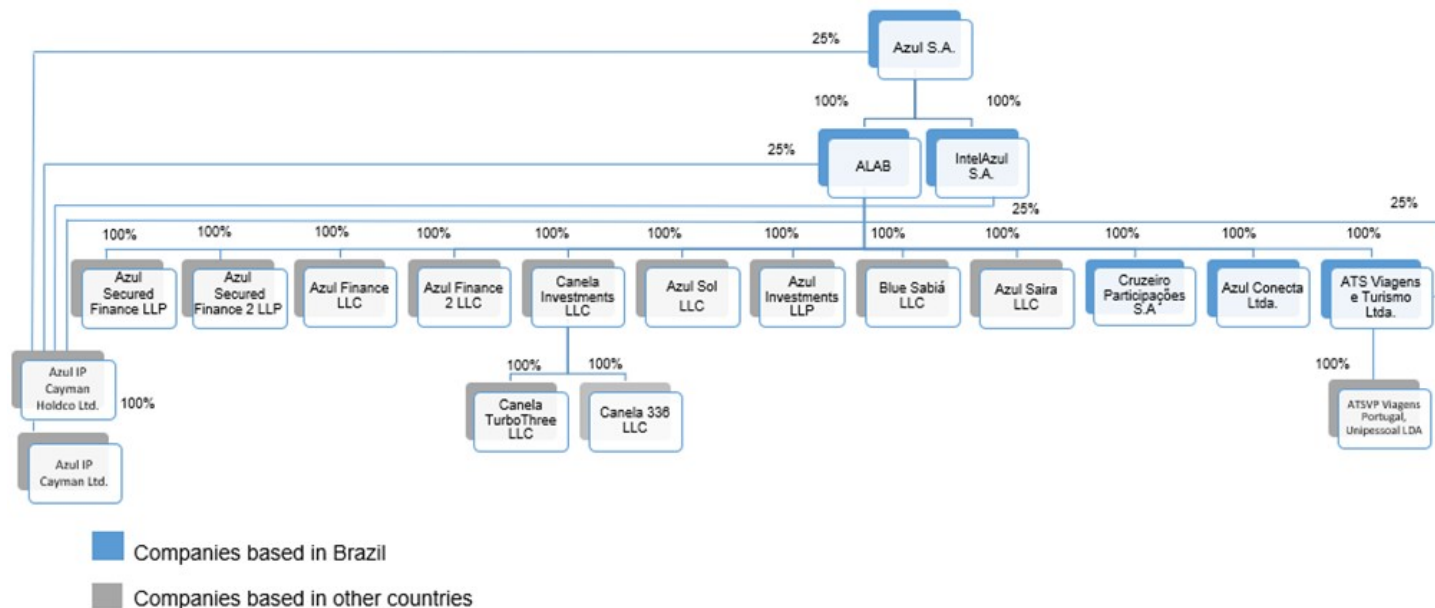 25%
Azul S.A.
100%
100%
25%
ALAB
IntelAzul
S.A.
25%
25%
100%
100%
100%
100%
100%
100%
100%
100%
100%
100%
100%
100%
Azul
Secured
Finance LLP
Azul
Secured
Finance 2 LLP
Azul Finance
LLC
Azul Finance
2 LLC
Canela
Investments
LLC
Azul Sol
LLC
Azul
Investments
LLP
Blue Sabiá
LLC
Azul Saira
LLC
Cruzeiro
Participações
S.A
Azul Conecta
Ltda.
ATS Viagens
e Turismo
Ltda.
Azul IP
Cayman
Holdco Ltd.
100%
100%
100%
100%
Canela
TurboThree
LLC
Canela 336
LLC
ATSVP Viagens
Portugal,
Unipessoal LDA
Azul IP
Cayman Ltd.
Companies based in Brazil
Companies based in other countries